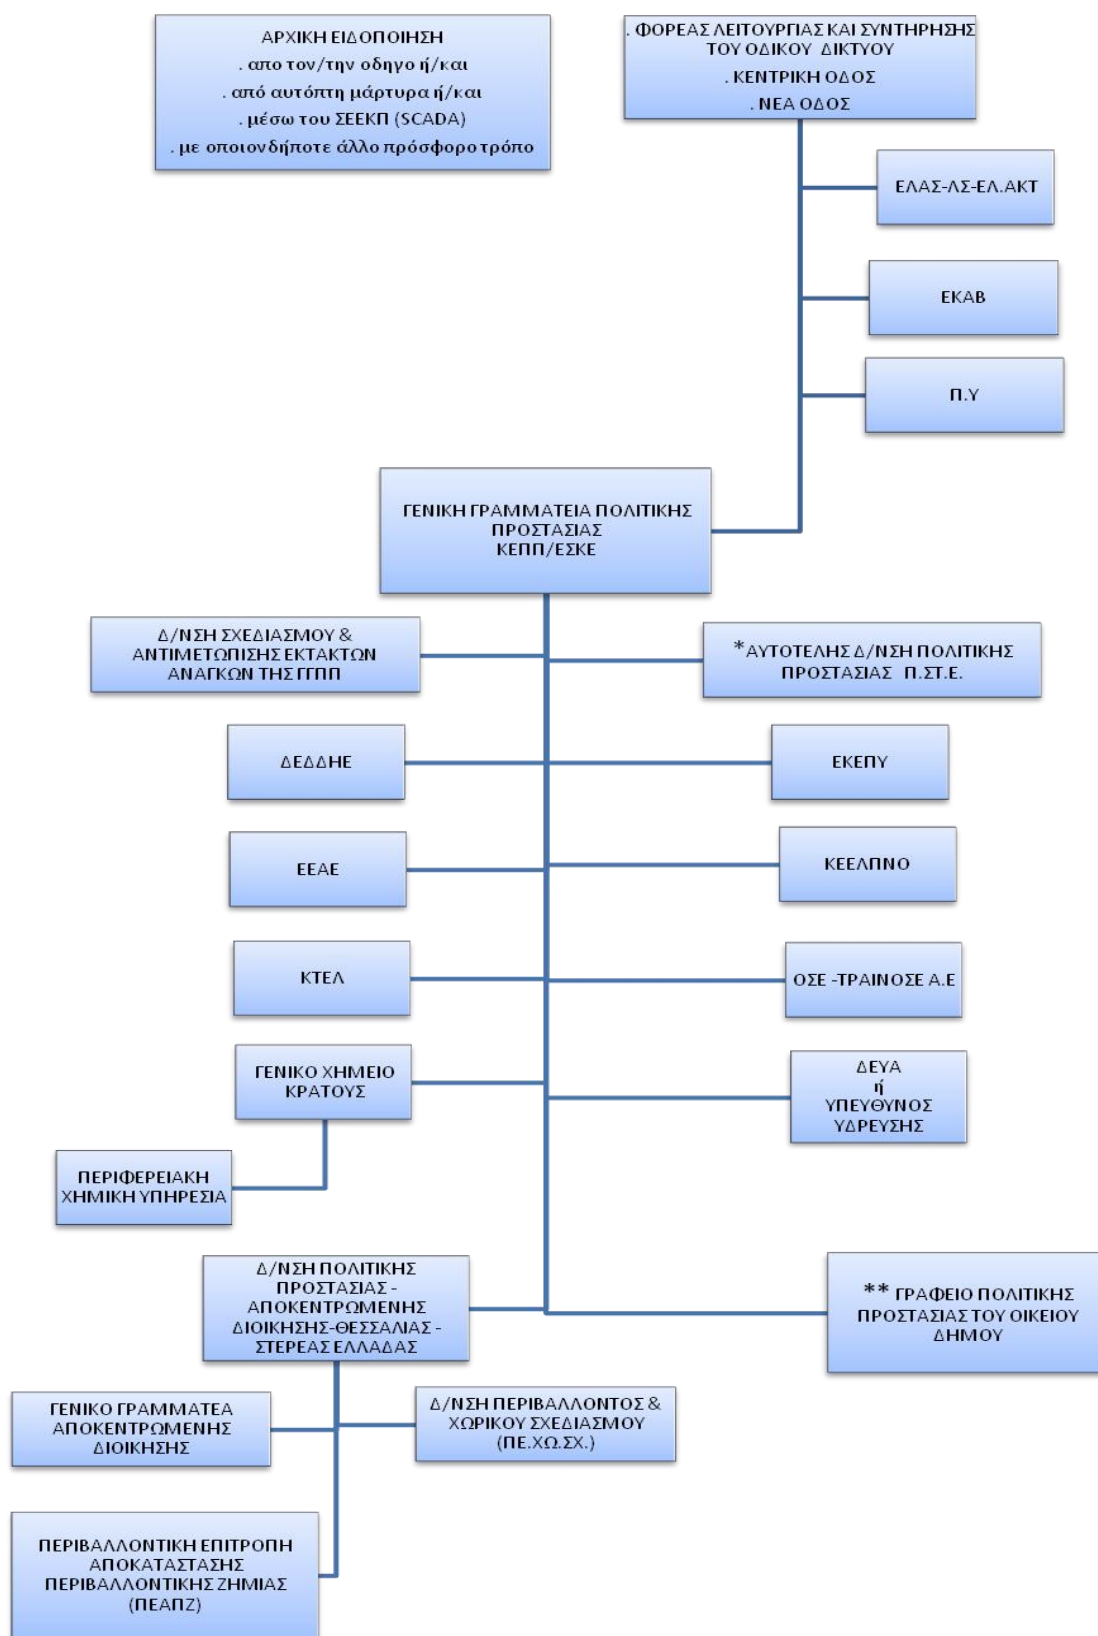 ΑΡΧΙΚΗ ΕΙΔΟΠΟΙΗΣΗ
. απο τον/την οδηγο ή/και
. από αυτόπτη μάρτυρα ή/και
. μέσω του ΣΕΕΚΠ (SCADA)
. με οποιονδήποτε άλλο πρόσφορο τρόπο
. ΦΟΡΕΑΣ ΛΕΙΤΟΥΡΓΙΑΣ ΚΑΙ ΣΥΝΤΗΡΗΣΗΣ
ΤΟΥ ΟΔΙΚΟΥ ΔΙΚΤΥΟΥ
. ΚΕΝΤΡΙΚΗ ΟΔΟΣ
. ΝΕΑ ΟΔΟΣ
ΕΛΑΣ-ΛΣ-ΕΛ.ΑΚΤ
ΕΚΑΒ
Π.Υ
ΓΕΝΙΚΗ ΓΡΑΜΜΑΤΕΙΑ ΠΟΛΙΤΙΚΗΣ
ΠΡΟΣΤΑΣΙΑΣ
ΚΕΠΠ/ΕΣΚΕ
Δ/ΝΣΗ ΣΧΕΔΙΑΣΜΟΥ &
ΑΝΤΙΜΕΤΩΠΙΣΗΣ ΕΚΤΑΚΤΩΝ
ΑΝΑΓΚΩΝ ΤΗΣ ΓΓΠΠ
* ΑΥΤΟΤΕΛΗΣ Δ/ΝΣΗ ΠΟΛΙΤΙΚΗΣ
ΠΡΟΣΤΑΣΙΑΣ Π.ΣΤ.Ε.
ΔΕΔΔΗΕ
ΕΚΕΠΥ
ΕΕΑΕ
ΚΕΕΛΠΝΟ
ΚΤΕΛ
ΟΣΕ -ΤΡΑΙΝΟΣΕ Α.Ε
ΓΕΝΙΚΟ ΧΗΜΕΙΟ
ΚΡΑΤΟΥΣ
ΔΕΥΑ
ή
ΥΠΕΥΘΥΝΟΣ
ΥΔΡΕΥΣΗΣ
ΠΕΡΙΦΕΡΕΙΑΚΗ
ΧΗΜΙΚΗ ΥΠΗΡΕΣΙΑ
Δ/ΝΣΗ ΠΟΛΙΤΙΚΗΣ
ΠΡΟΣΤΑΣΙΑΣ -
ΑΠΟΚΕΝΤΡΩΜΕΝΗΣ
ΔΙΟΙΚΗΣΗΣ-ΘΕΣΣΑΛΙΑΣ -
ΣΤΕΡΕΑΣ ΕΛΛΑΔΑΣ
** ΓΡΑΦΕΙΟ ΠΟΛΙΤΙΚΗΣ
ΠΡΟΣΤΑΣΙΑΣ ΤΟΥ ΟΙΚΕΙΟΥ
ΔΗΜΟΥ
ΓΕΝΙΚΟ ΓΡΑΜΜΑΤΕΑ
ΑΠΟΚΕΝΤΡΩΜΕΝΗΣ
ΔΙΟΙΚΗΣΗΣ
Δ/ΝΣΗ ΠΕΡΙΒΑΛΛΟΝΤΟΣ &
ΧΩΡΙΚΟΥ ΣΧΕΔΙΑΣΜΟΥ
(ΠΕ.ΧΩ.ΣΧ.)
ΠΕΡΙΒΑΛΛΟΝΤΙΚΗ ΕΠΙΤΡΟΠΗ
ΑΠΟΚΑΤΑΣΤΑΣΗΣ
ΠΕΡΙΒΑΛΛΟΝΤΙΚΗΣ ΖΗΜΙΑΣ
(ΠΕΑΠΖ)